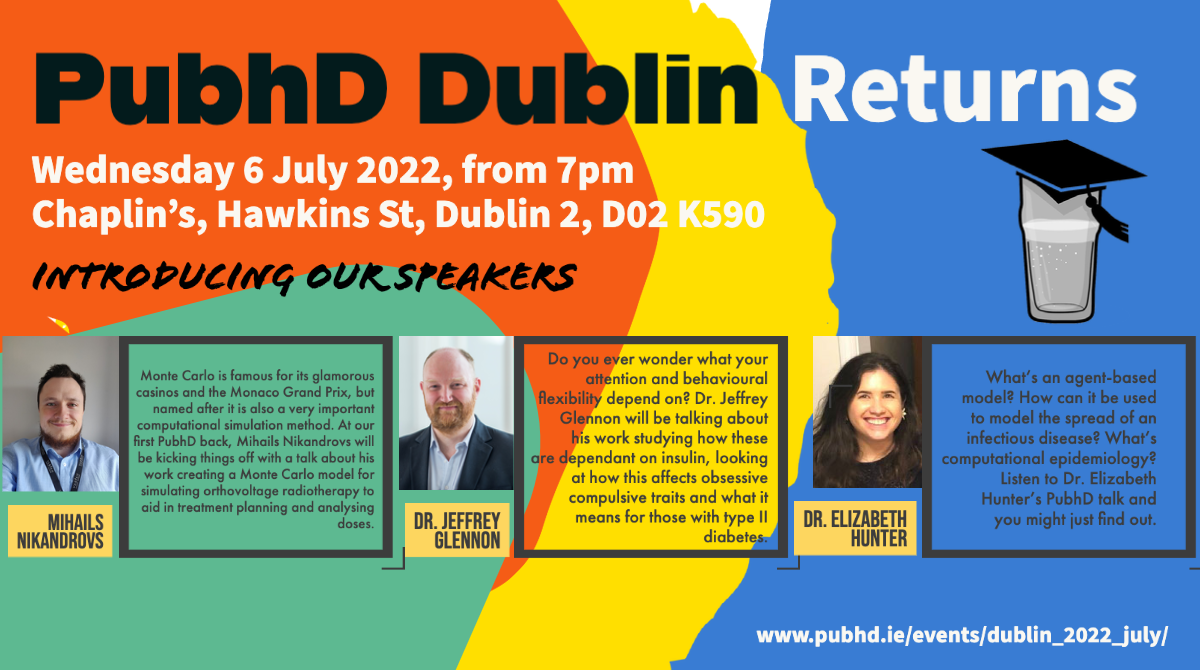 PubhD Dublin Returns
Wednesday 6 July 2022, from 7pm
Chaplin's, Hawkins St, Dublin 2, D02 K590
INTRODUCING OUR SPEAKERS
Monte Carlo is famous for its glamorous
casinos and the Monaco Grand Prix, but
named after it is also a very important
computational simulation method. At our
first PubhD back, Mihails Nikandrovs will
be kicking things off with a talk about his
work creating a Monte Carlo model for
simulating orthovoltage radiotherapy to
aid in treatment planning and analysing
doses.
MIHAILS
NIKANDROVS
Do you ever wonder what your
attention and behavioural
flexibility depend on? Dr. Jeffrey
Glennon will be talking about
his work studying how these
are dependant on insulin, looking
at how this affects obsessive
compulsive traits and what it
means for those with type II
diabetes.
DR. JEFFREY
GLENNON
What's an agent-based
model? How can it be used
to model the spread of an
infectious disease? What's
computational epidemiology?
Listen to Dr. Elizabeth
Hunter's PubhD talk and
you might just find out.
DR. ELIZABETH
HUNTER
www.pubhd.ie/events/dublin_2022_july/